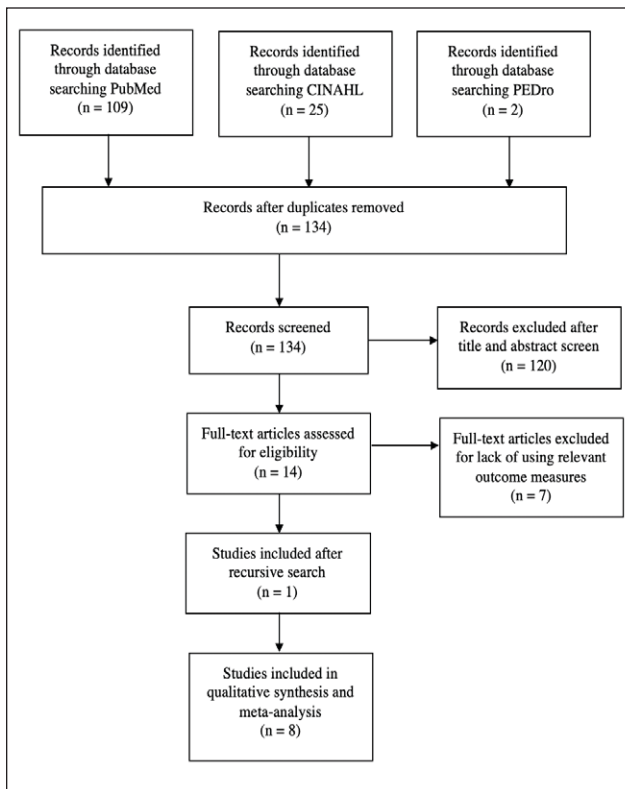 Records identified
through database
searching PubMed
(n = 109)
Records identified
through database
searching CINAHL
(n = 25)
Records identified
through database
searching PEDro
(n = 2)
Records after duplicates removed
(n = 134)
Records screened
(n = 134)
Records excluded after
title and abstract screen
(n = 120)
Full-text articles assessed
for eligibility
(n = 14)
Full-text articles excluded
for lack of using relevant
outcome measures
(n = 7)
Studies included after
recursive search
(n = 1)
Studies included in
qualitative synthesis and
meta-analysis
(n = 8)